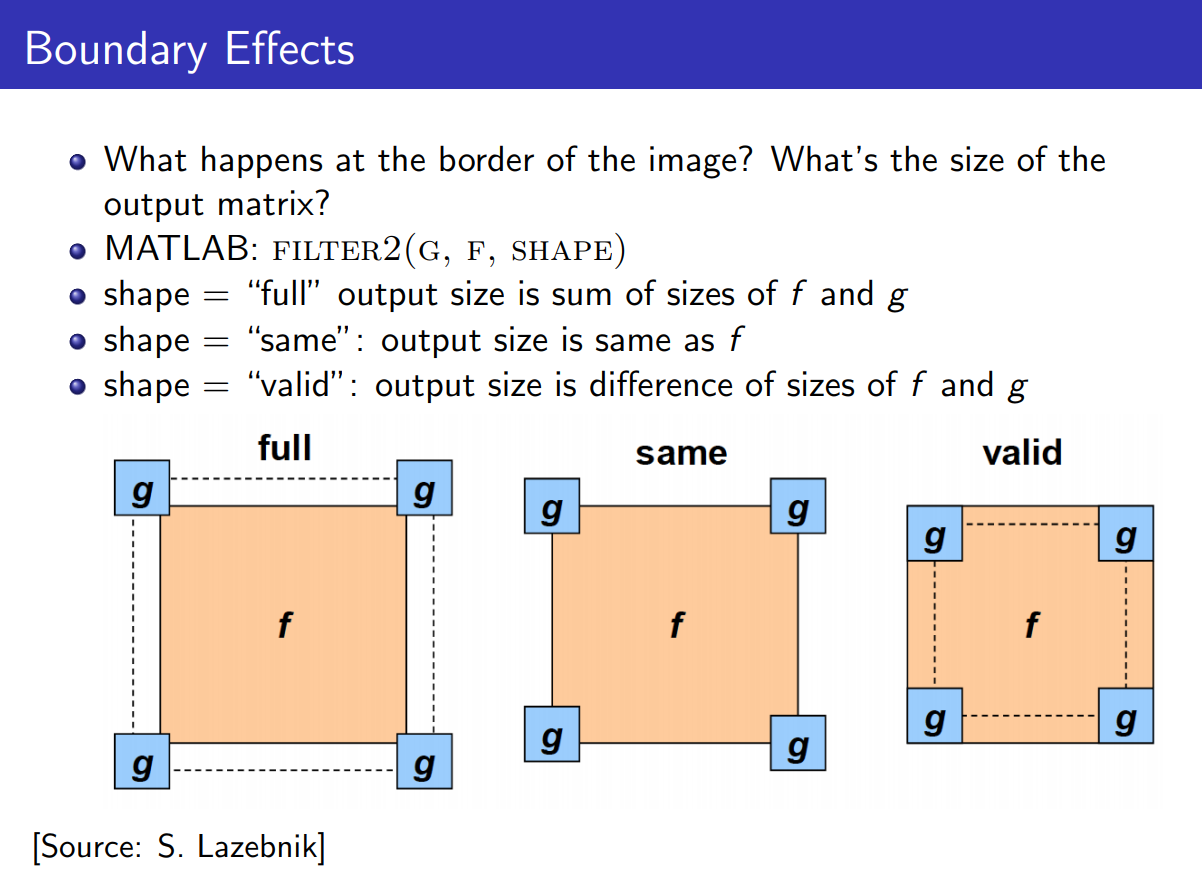 Boundary Effects
What happens at the border of the image? What's the size of the
output matrix?
MATLAB: FILTER2(G, F, SHAPE)
shape = “full” output size is sum of sizes of f and g
shape = “same”: output size is same as f
shape = “valid”: output size is difference of sizes of f and g
full same valid
g g g g g g
f f f
g g g g g g
[Source: S. Lazebnik]